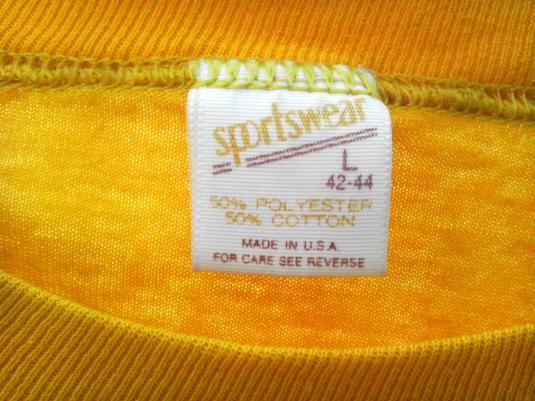 sportswear
L
42-44
50% POLYESTER
50% COTTON
MADE IN U.S.A.
FOR CARE SEE REVERSE